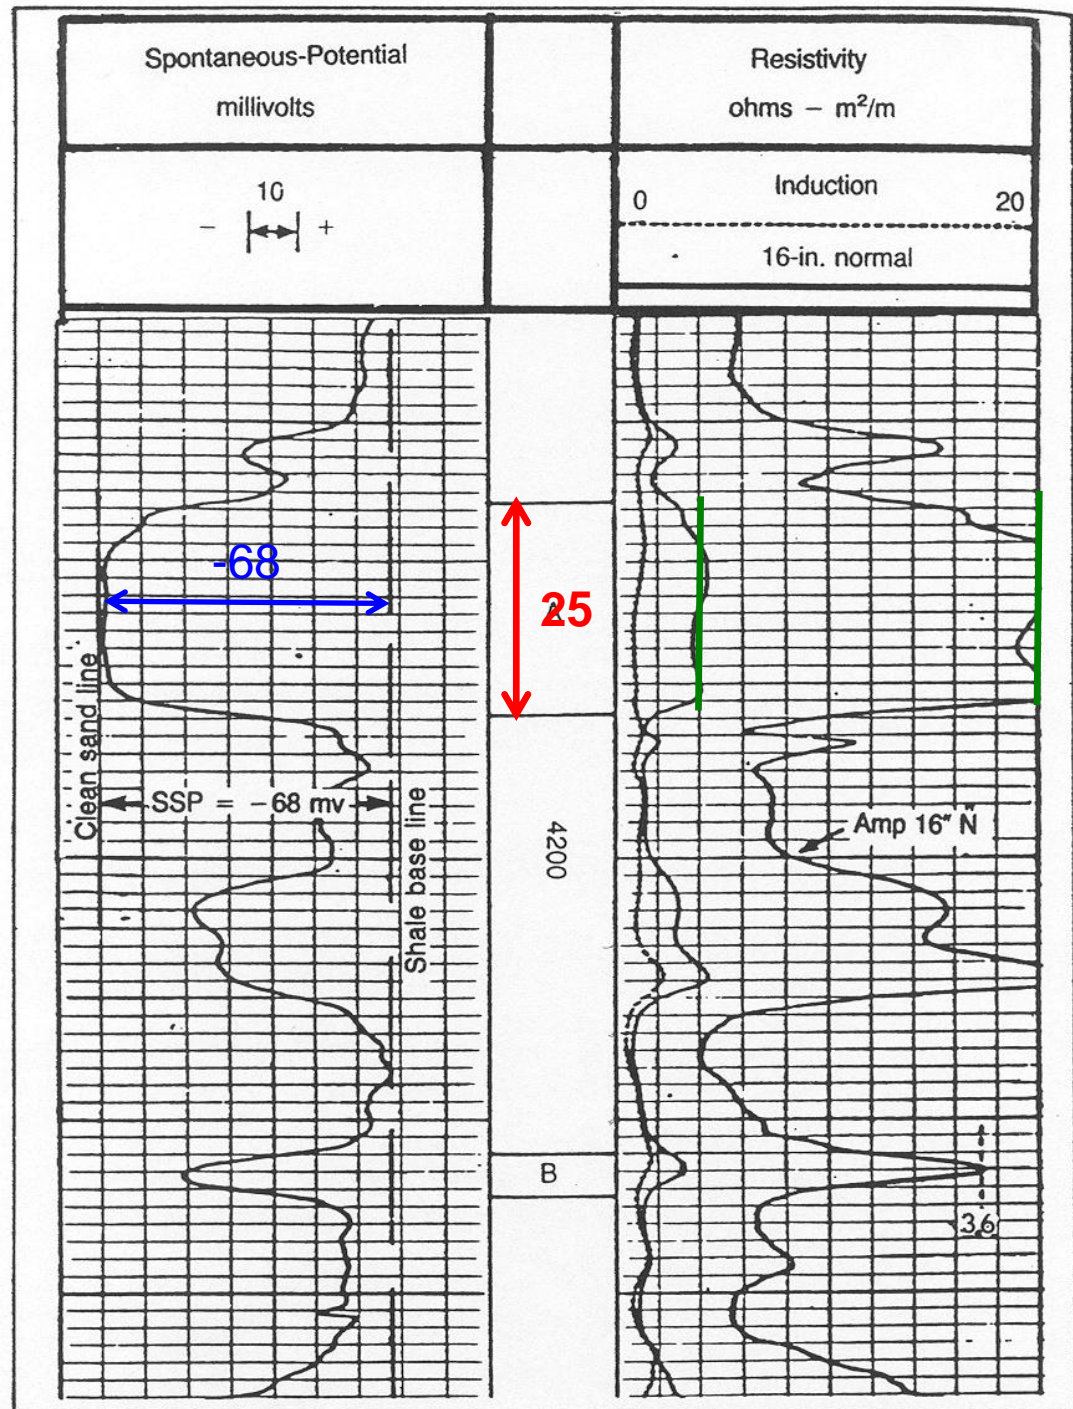 Spontaneous-Potential
millivolts
Resistivity
ohms – m²/m
10
– +
Induction
0 20
16-in. normal
-68
25
Clean sand line
SSP = –68 mv
Shale base line
4200
Amp 16" N
B
3.6